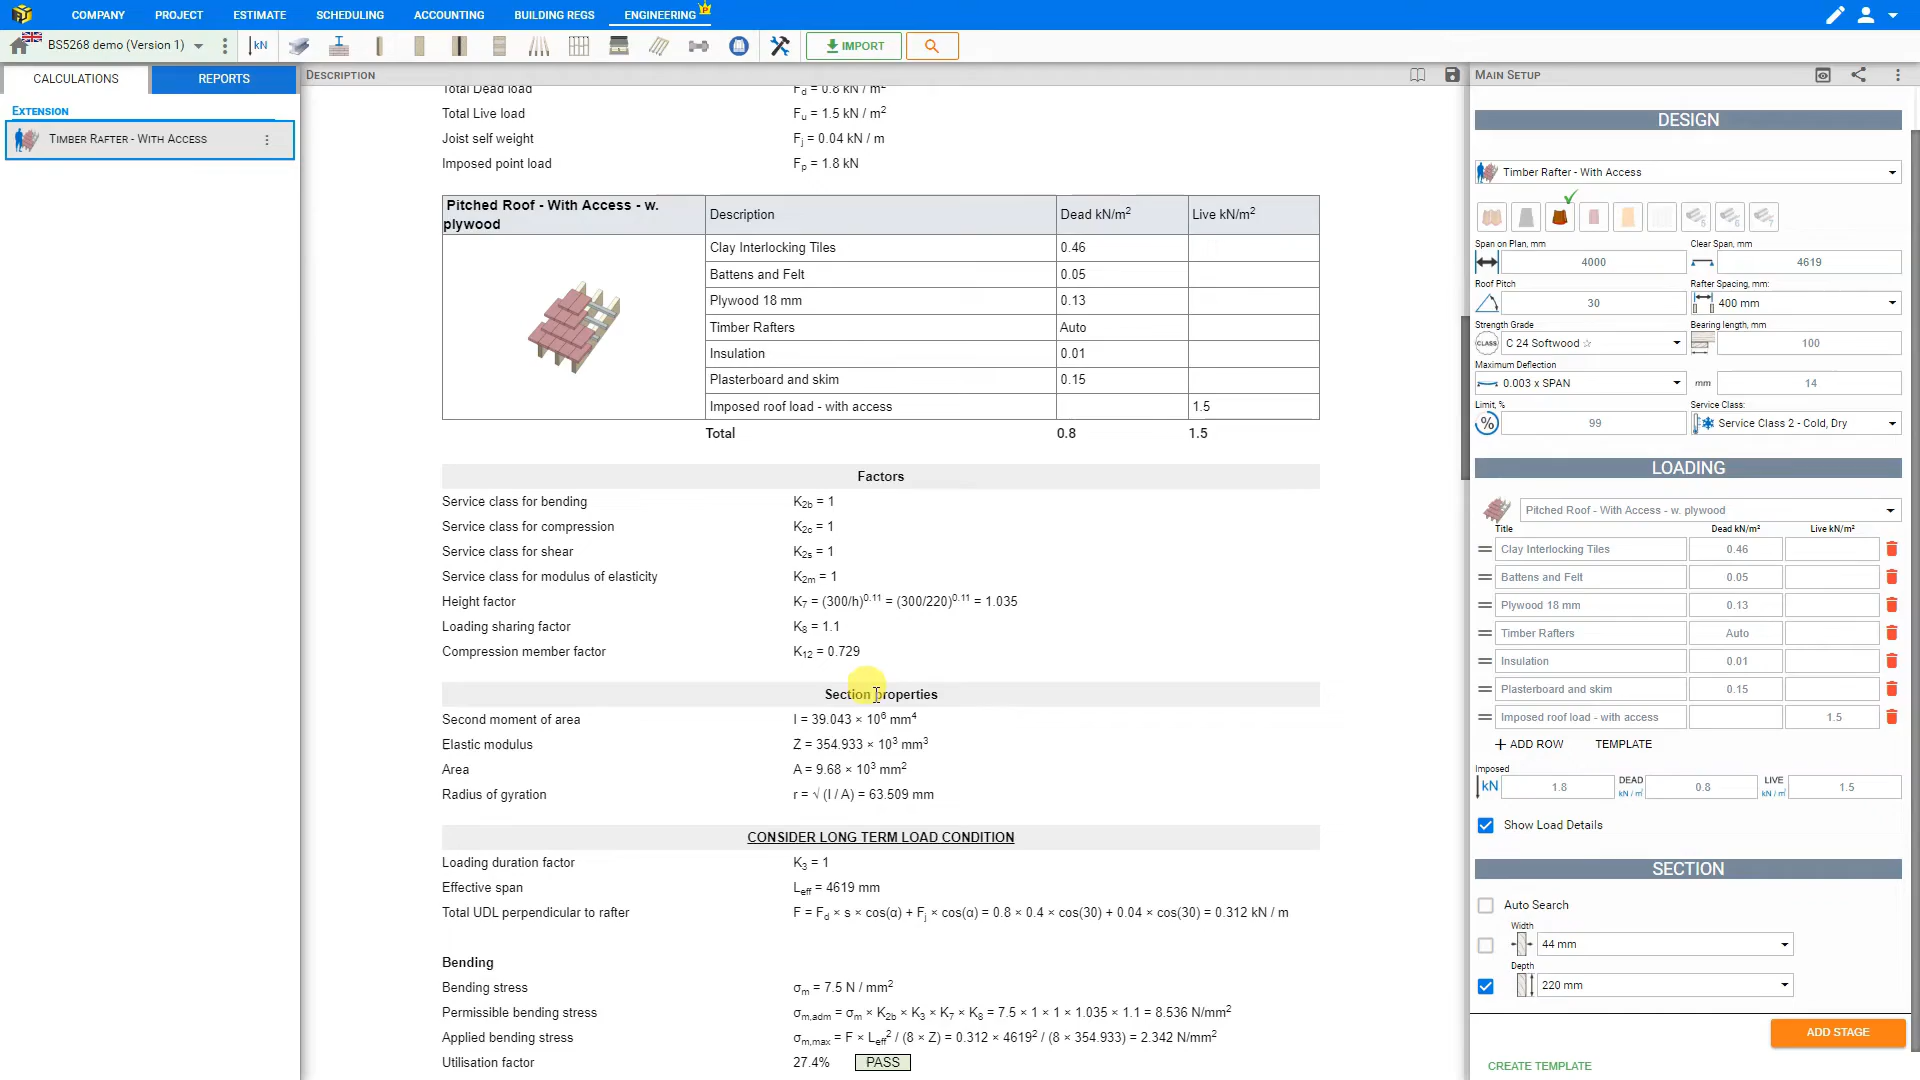 COMPANY PROJECT ESTIMATE SCHEDULING ACCOUNTING BUILDING REGS ENGINEERING
BS5268 demo (Version 1) kN IMPORT
CALCULATIONS REPORTS
EXTENSION
TIMBER RAFTER - WITH ACCESS
DESCRIPTION
Total Dead load Fd = 0.8 kN / m²
Total Live load Fu = 1.5 kN / m²
Joist self weight Fj = 0.04 kN / m
Imposed point load Fp = 1.8 kN
Pitched Roof - With Access - w. plywood Description Dead kN/m² Live kN/m²
Clay Interlocking Tiles 0.46
Battens and Felt 0.05
Plywood 18 mm 0.13
Timber Rafters Auto
Insulation 0.01
Plasterboard and skim 0.15
Imposed roof load - with access 1.5
Total 0.8 1.5
Factors
Service class for bending K2b = 1
Service class for compression K2c = 1
Service class for shear K2s = 1
Service class for modulus of elasticity K2m = 1
Height factor K7 = (300/h)^0.11 = (300/220)^0.11 = 1.035
Loading sharing factor K8 = 1.1
Compression member factor K12 = 0.729
Section properties
Second moment of area I = 39.043 × 10⁶ mm⁴
Elastic modulus Z = 354.933 × 10³ mm³
Area A = 9.68 × 10³ mm²
Radius of gyration r = √ (I / A) = 63.509 mm
CONSIDER LONG TERM LOAD CONDITION
Loading duration factor K3 = 1
Effective span Leff = 4619 mm
Total UDL perpendicular to rafter F = Fd × s × cos(α) + Fj × cos(α) = 0.8 × 0.4 × cos(30) + 0.04 × cos(30) = 0.312 kN / m
Bending
Bending stress σm = 7.5 N / mm²
Permissible bending stress σm,adm = σm × K2b × K3 × K7 × K8 = 7.5 × 1 × 1 × 1.035 × 1.1 = 8.536 N/mm²
Applied bending stress σm,max = F × Leff² / (8 × Z) = 0.312 × 4619² / (8 × 354.933) = 2.342 N/mm²
Utilisation factor 27.4% PASS
MAIN SETUP
DESIGN
Timber Rafter - With Access
Span on Plan, mm Clear Span, mm
4000 4619
Roof Pitch Rafter Spacing, mm:
30 400 mm
Strength Grade Bearing length, mm
CLASS C 24 Softwood ☆ 100
Maximum Deflection
0.003 x SPAN mm 14
Limit, % Service Class:
% 99 Service Class 2 - Cold, Dry
LOADING
Pitched Roof - With Access - w. plywood
Title Dead kN/m² Live kN/m²
Clay Interlocking Tiles 0.46
Battens and Felt 0.05
Plywood 18 mm 0.13
Timber Rafters Auto
Insulation 0.01
Plasterboard and skim 0.15
Imposed roof load - with access 1.5
+ ADD ROW TEMPLATE
Imposed
kN 1.8 DEAD kN / m² 0.8 LIVE kN / m² 1.5
Show Load Details
SECTION
Auto Search
Width
44 mm
Depth
220 mm
ADD STAGE
CREATE TEMPLATE